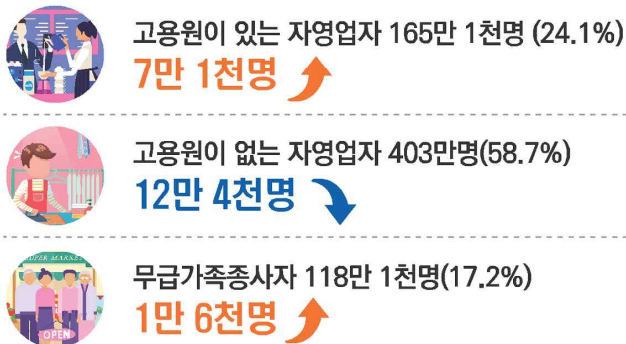 고용원이 있는 자영업자 165만 1천명 (24.1%)
7만 1천명
고용원이 없는 자영업자 403만명(58.7%)
12만 4천명
SUPER MARKET
무급가족종사자 118만 1천명(17.2%)
1만 6천명
OPEN